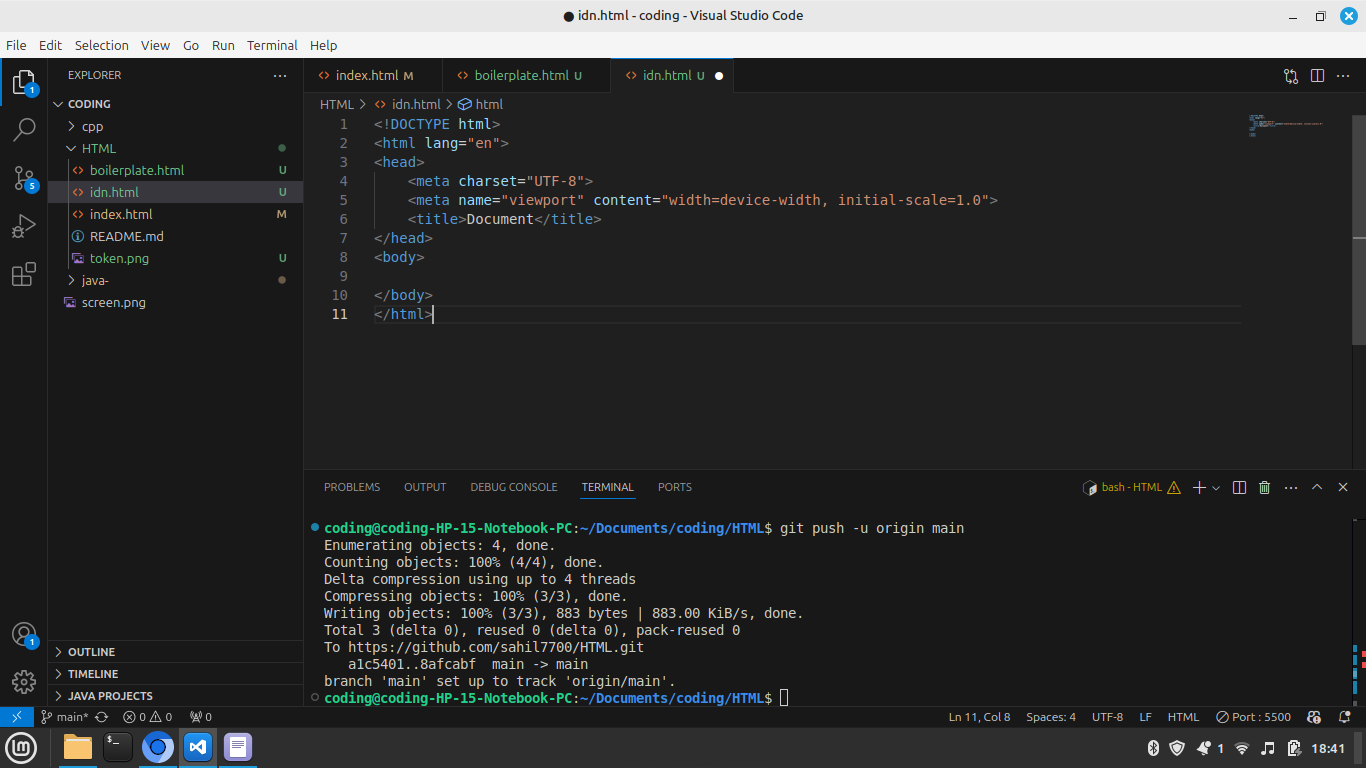 ● idn.html - coding - Visual Studio Code
File Edit Selection View Go Run Terminal Help
EXPLORER
1
5
CODING
cpp
HTML
boilerplate.html U
idn.html U
index.html M
README.md
token.png U
java-
screen.png
OUTLINE
TIMELINE
JAVA PROJECTS
1
index.html M boilerplate.html U idn.html U
HTML > idn.html > html
1 <!DOCTYPE html>
2 <html lang="en">
3 <head>
4 <meta charset="UTF-8">
5 <meta name="viewport" content="width=device-width, initial-scale=1.0">
6 <title>Document</title>
7 </head>
8 <body>
9
10 </body>
11 </html>
PROBLEMS OUTPUT DEBUG CONSOLE TERMINAL PORTS
bash - HTML
coding@coding-HP-15-Notebook-PC:~/Documents/coding/HTML$ git push -u origin main
Enumerating objects: 4, done.
Counting objects: 100% (4/4), done.
Delta compression using up to 4 threads
Compressing objects: 100% (3/3), done.
Writing objects: 100% (3/3), 883 bytes | 883.00 KiB/s, done.
Total 3 (delta 0), reused 0 (delta 0), pack-reused 0
To https://github.com/sahil7700/HTML.git
a1c5401..8afcabf main -> main
branch 'main' set up to track 'origin/main'.
coding@coding-HP-15-Notebook-PC:~/Documents/coding/HTML$
main* 0 0 0 Ln 11, Col 8 Spaces: 4 UTF-8 LF HTML Port : 5500
$_ 1 18:41